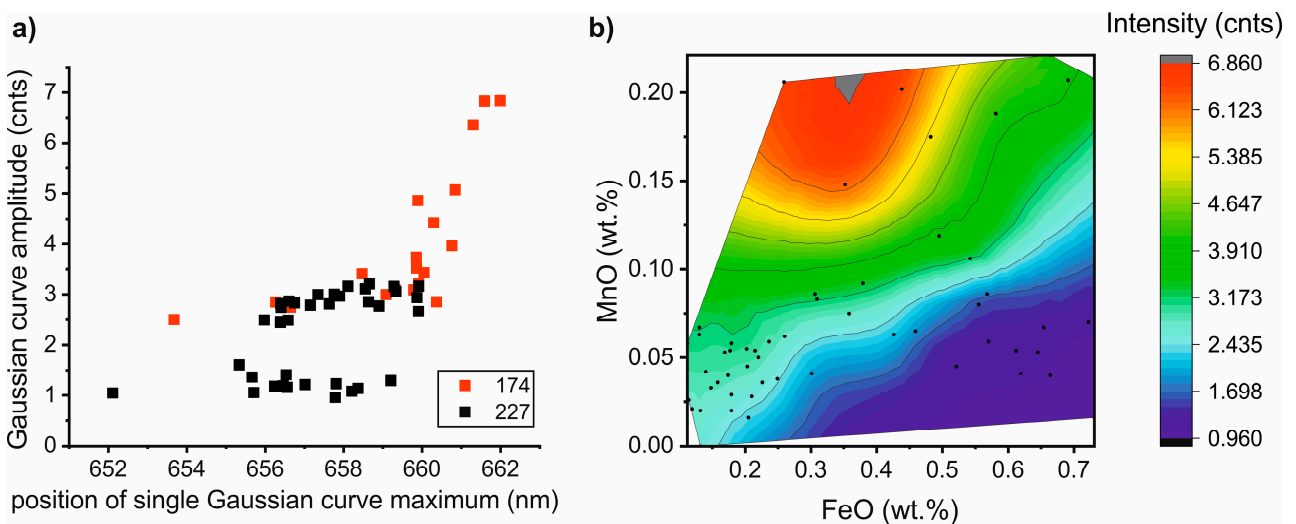 a)
Gaussian curve amplitude (cnts)
7
6
5
4
3
2
1
0
652 654 656 658 660 662
position of single Gaussian curve maximum (nm)
174
227
b)
MnO (wt.%)
0.20
0.15
0.10
0.05
0.00
0.2 0.3 0.4 0.5 0.6 0.7
FeO (wt.%)
Intensity (cnts)
6.860
6.123
5.385
4.647
3.910
3.173
2.435
1.698
0.960